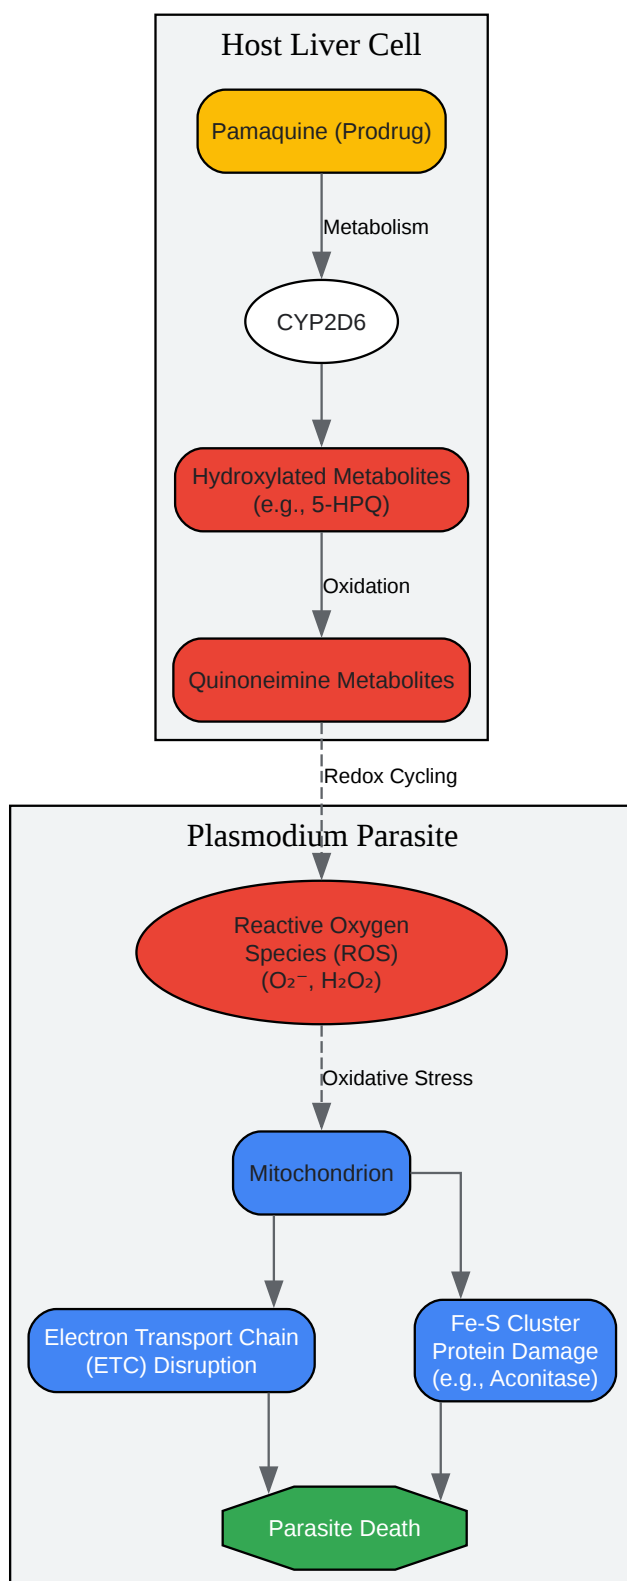 Host Liver Cell
Pamaquine (Prodrug)
Metabolism
CYP2D6
Hydroxylated Metabolites
(e.g., 5-HPQ)
Oxidation
Quinoneimine Metabolites
Redox Cycling
Plasmodium Parasite
Reactive Oxygen
Species (ROS)
(O₂⁻, H₂O₂)
Oxidative Stress
Mitochondrion
Electron Transport Chain
(ETC) Disruption
Fe-S Cluster
Protein Damage
(e.g., Aconitase)
Parasite Death